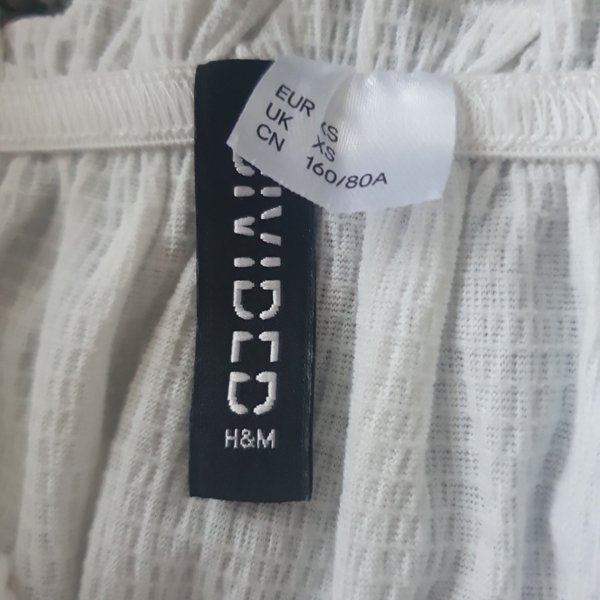 EUR XS
UK XS
CN 160/80A
DIVIDED
H&M